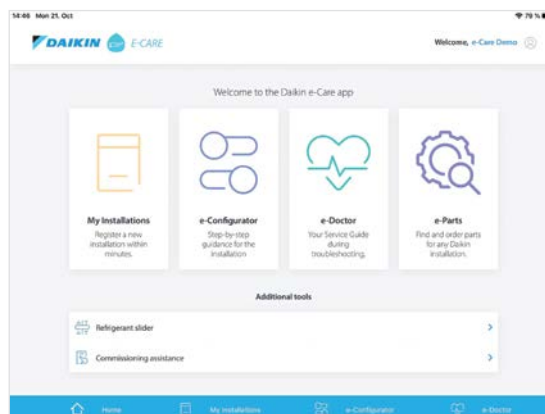 14:46 Mon 21. Oct
79 %
DAIKIN E-CARE
Welcome, e-Care Demo
Welcome to the Daikin e-Care app
My Installations
Register a new
installation within
minutes.
e-Configurator
Step-by-step
guidance for the
installation
e-Doctor
Your Service Guide
during
troubleshooting.
e-Parts
Find and order parts
for any Daikin
installation.
Additional tools
Refrigerant slider
Commissioning assistance
Home My Installations e-Configurator e-Doctor